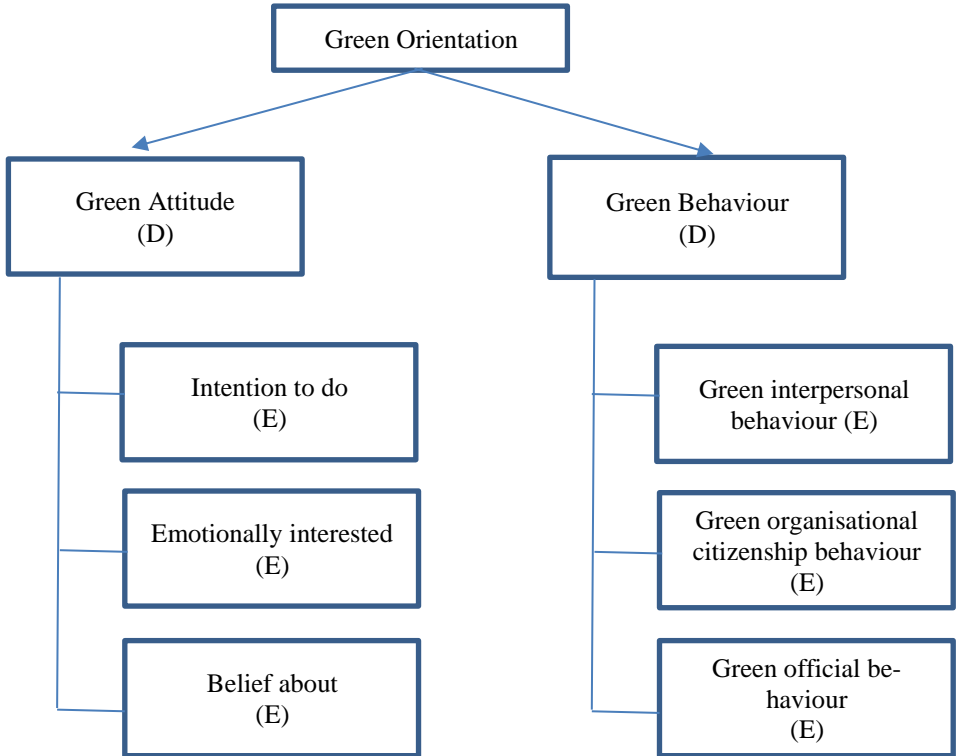 Green Orientation
Green Attitude
(D)
Green Behaviour
(D)
Intention to do
(E)
Emotionally interested
(E)
Belief about
(E)
Green interpersonal
behaviour (E)
Green organisational
citizenship behaviour
(E)
Green official be-
haviour
(E)